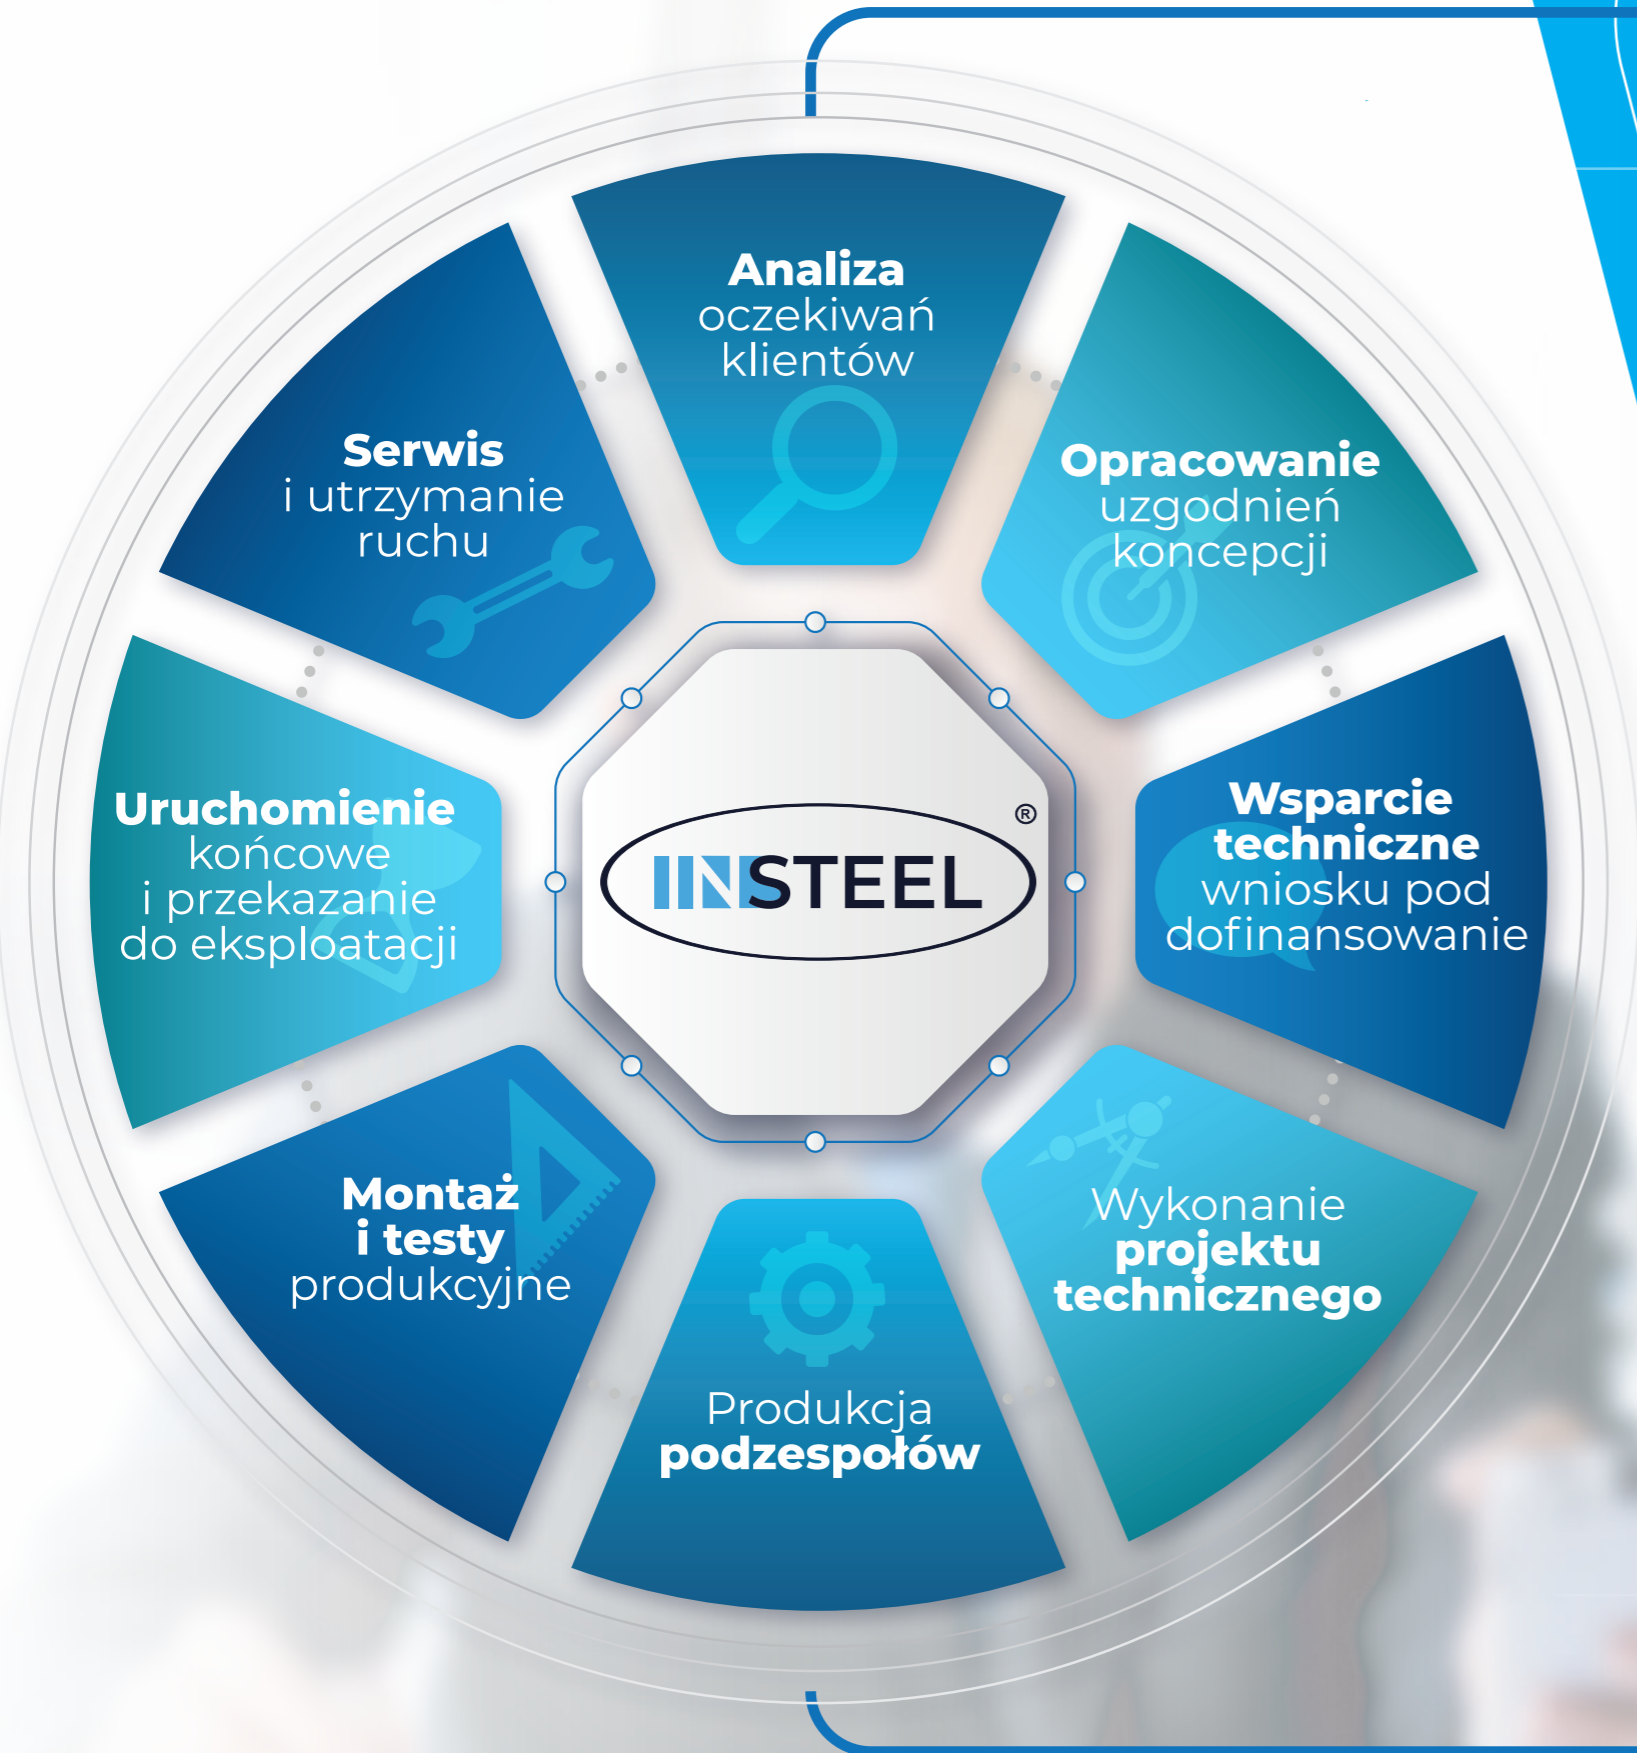 Analiza
oczekiwań
klientów
Opracowanie
uzgodnień
koncepcji
Wsparcie
techniczne
wniosku pod
dofinansowanie
Wykonanie
projektu
technicznego
Produkcja
podzespołów
Montaż
i testy
produkcyjne
Uruchomienie
końcowe
i przekazanie
do eksploatacji
Serwis
i utrzymanie
ruchu
INSTEEL®